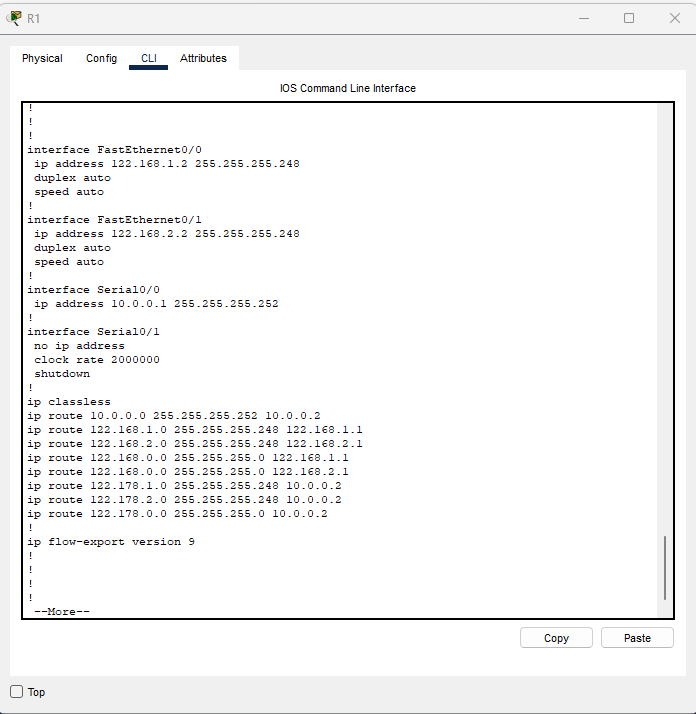 R1
Physical Config CLI Attributes
IOS Command Line Interface
!
!
!
interface FastEthernet0/0
ip address 122.168.1.2 255.255.255.248
duplex auto
speed auto
!
interface FastEthernet0/1
ip address 122.168.2.2 255.255.255.248
duplex auto
speed auto
!
interface Serial0/0
ip address 10.0.0.1 255.255.255.252
!
interface Serial0/1
no ip address
clock rate 2000000
shutdown
!
ip classless
ip route 10.0.0.0 255.255.255.252 10.0.0.2
ip route 122.168.1.0 255.255.255.248 122.168.1.1
ip route 122.168.2.0 255.255.255.248 122.168.2.1
ip route 122.168.0.0 255.255.255.0 122.168.1.1
ip route 122.168.0.0 255.255.255.0 122.168.2.1
ip route 122.178.1.0 255.255.255.248 10.0.0.2
ip route 122.178.2.0 255.255.255.248 10.0.0.2
ip route 122.178.0.0 255.255.255.0 10.0.0.2
!
ip flow-export version 9
!
!
!
!
--More--
Copy Paste
Top